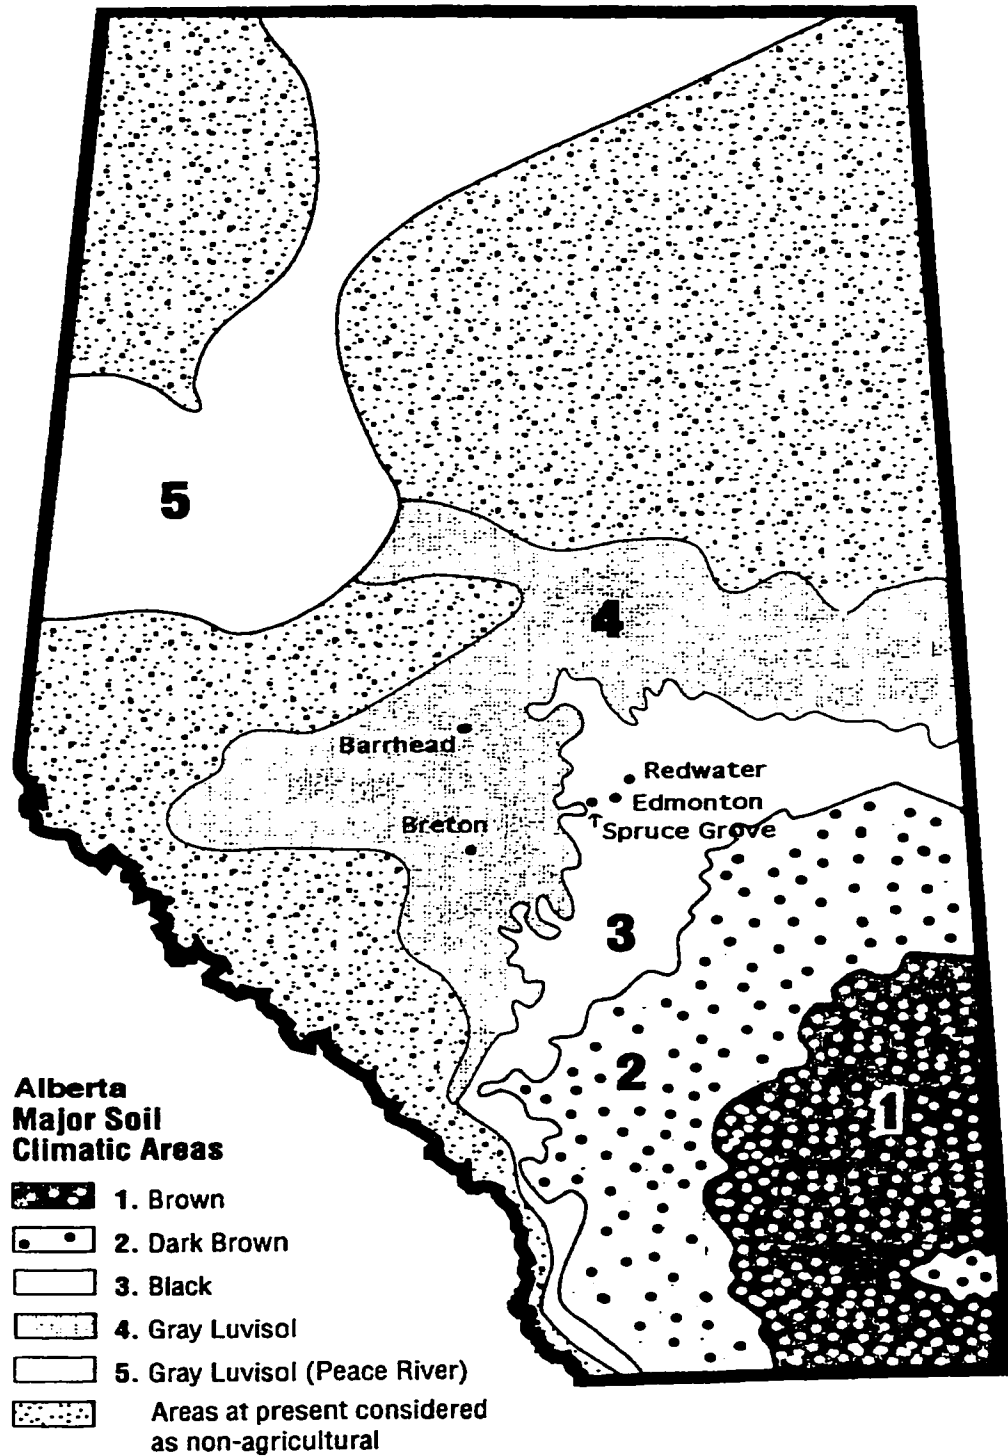 5
4
Barrhead
Redwater
Edmonton
Breton
↑
Spruce Grove
3
2
1
Alberta
Major Soil
Climatic Areas
1. Brown
2. Dark Brown
3. Black
4. Gray Luvisol
5. Gray Luvisol (Peace River)
Areas at present considered
as non-agricultural